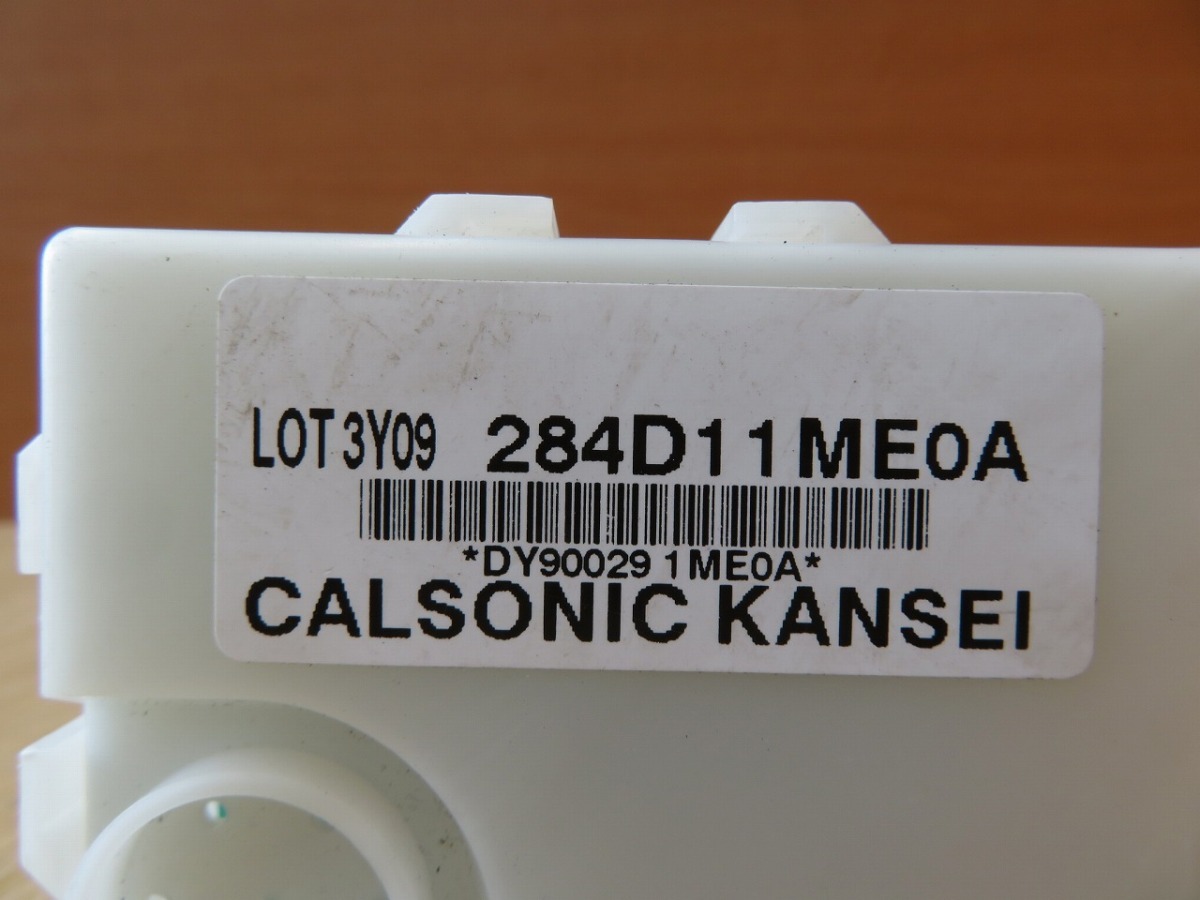 LOT 3Y09 284D11ME0A
*DY90029 1ME0A*
CALSONIC KANSEI